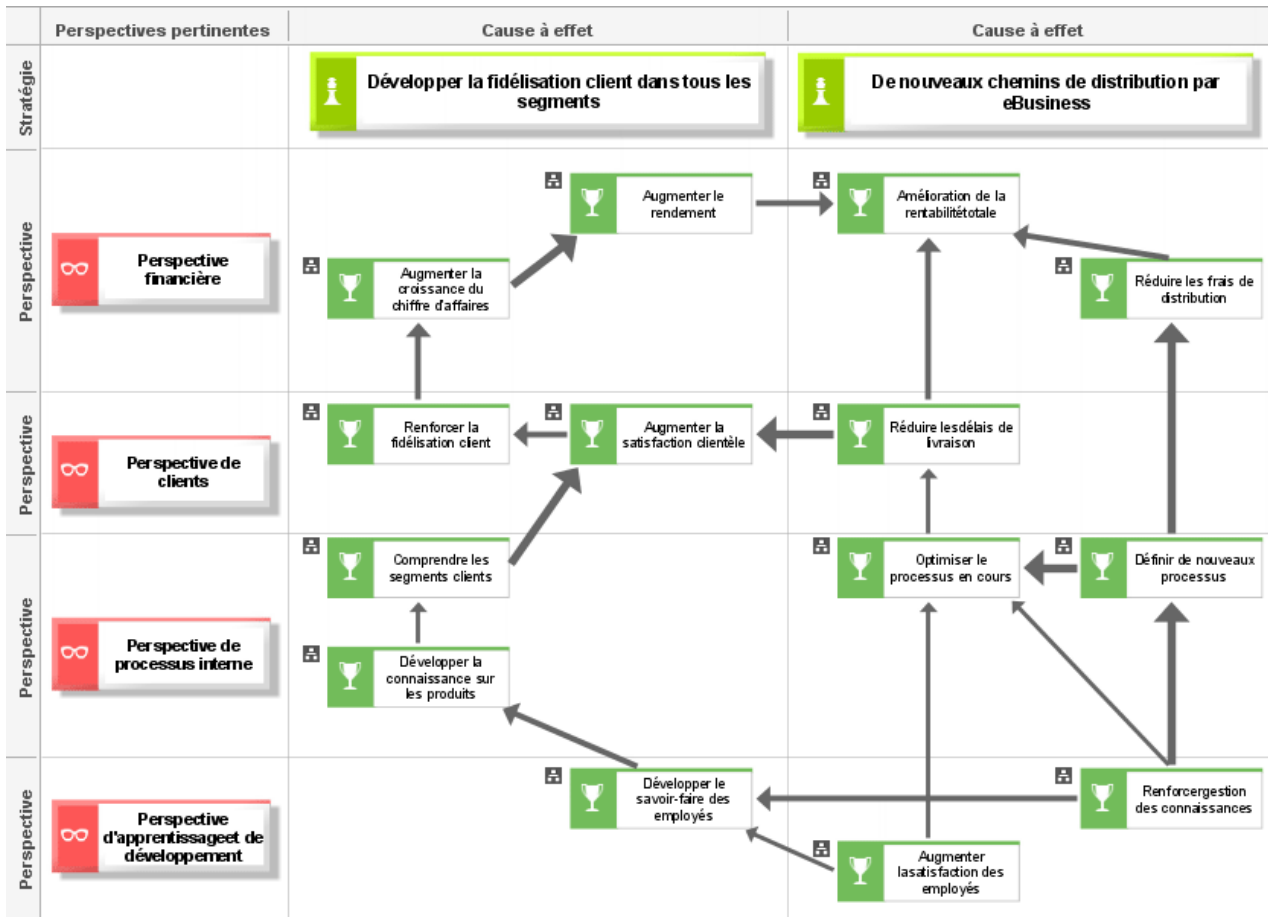 Perspectives pertinentes
Cause à effet
Cause à effet
Stratégie
Développer la fidélisation client dans tous les
segments
De nouveaux chemins de distribution par
eBusiness
Perspective
Perspective
financière
Augmenter le
rendement
Amélioration de la
rentabilitétotale
Augmenter la
croissance du
chiffre d'affaires
Réduire les frais de
distribution
Perspective
Perspective de
clients
Renforcer la
fidélisation client
Augmenter la
satisfaction clientèle
Réduire lesdélais de
livraison
Perspective
Perspective de
processus interne
Comprendre les
segments clients
Optimiser le
processus en cours
Définir de nouveaux
processus
Développer la
connaissance sur
les produits
Perspective
Perspective
d'apprentissageet de
développement
Développer le
savoir-faire des
employés
Renforcergestion
des connaissances
Augmenter
lasatisfaction des
employés